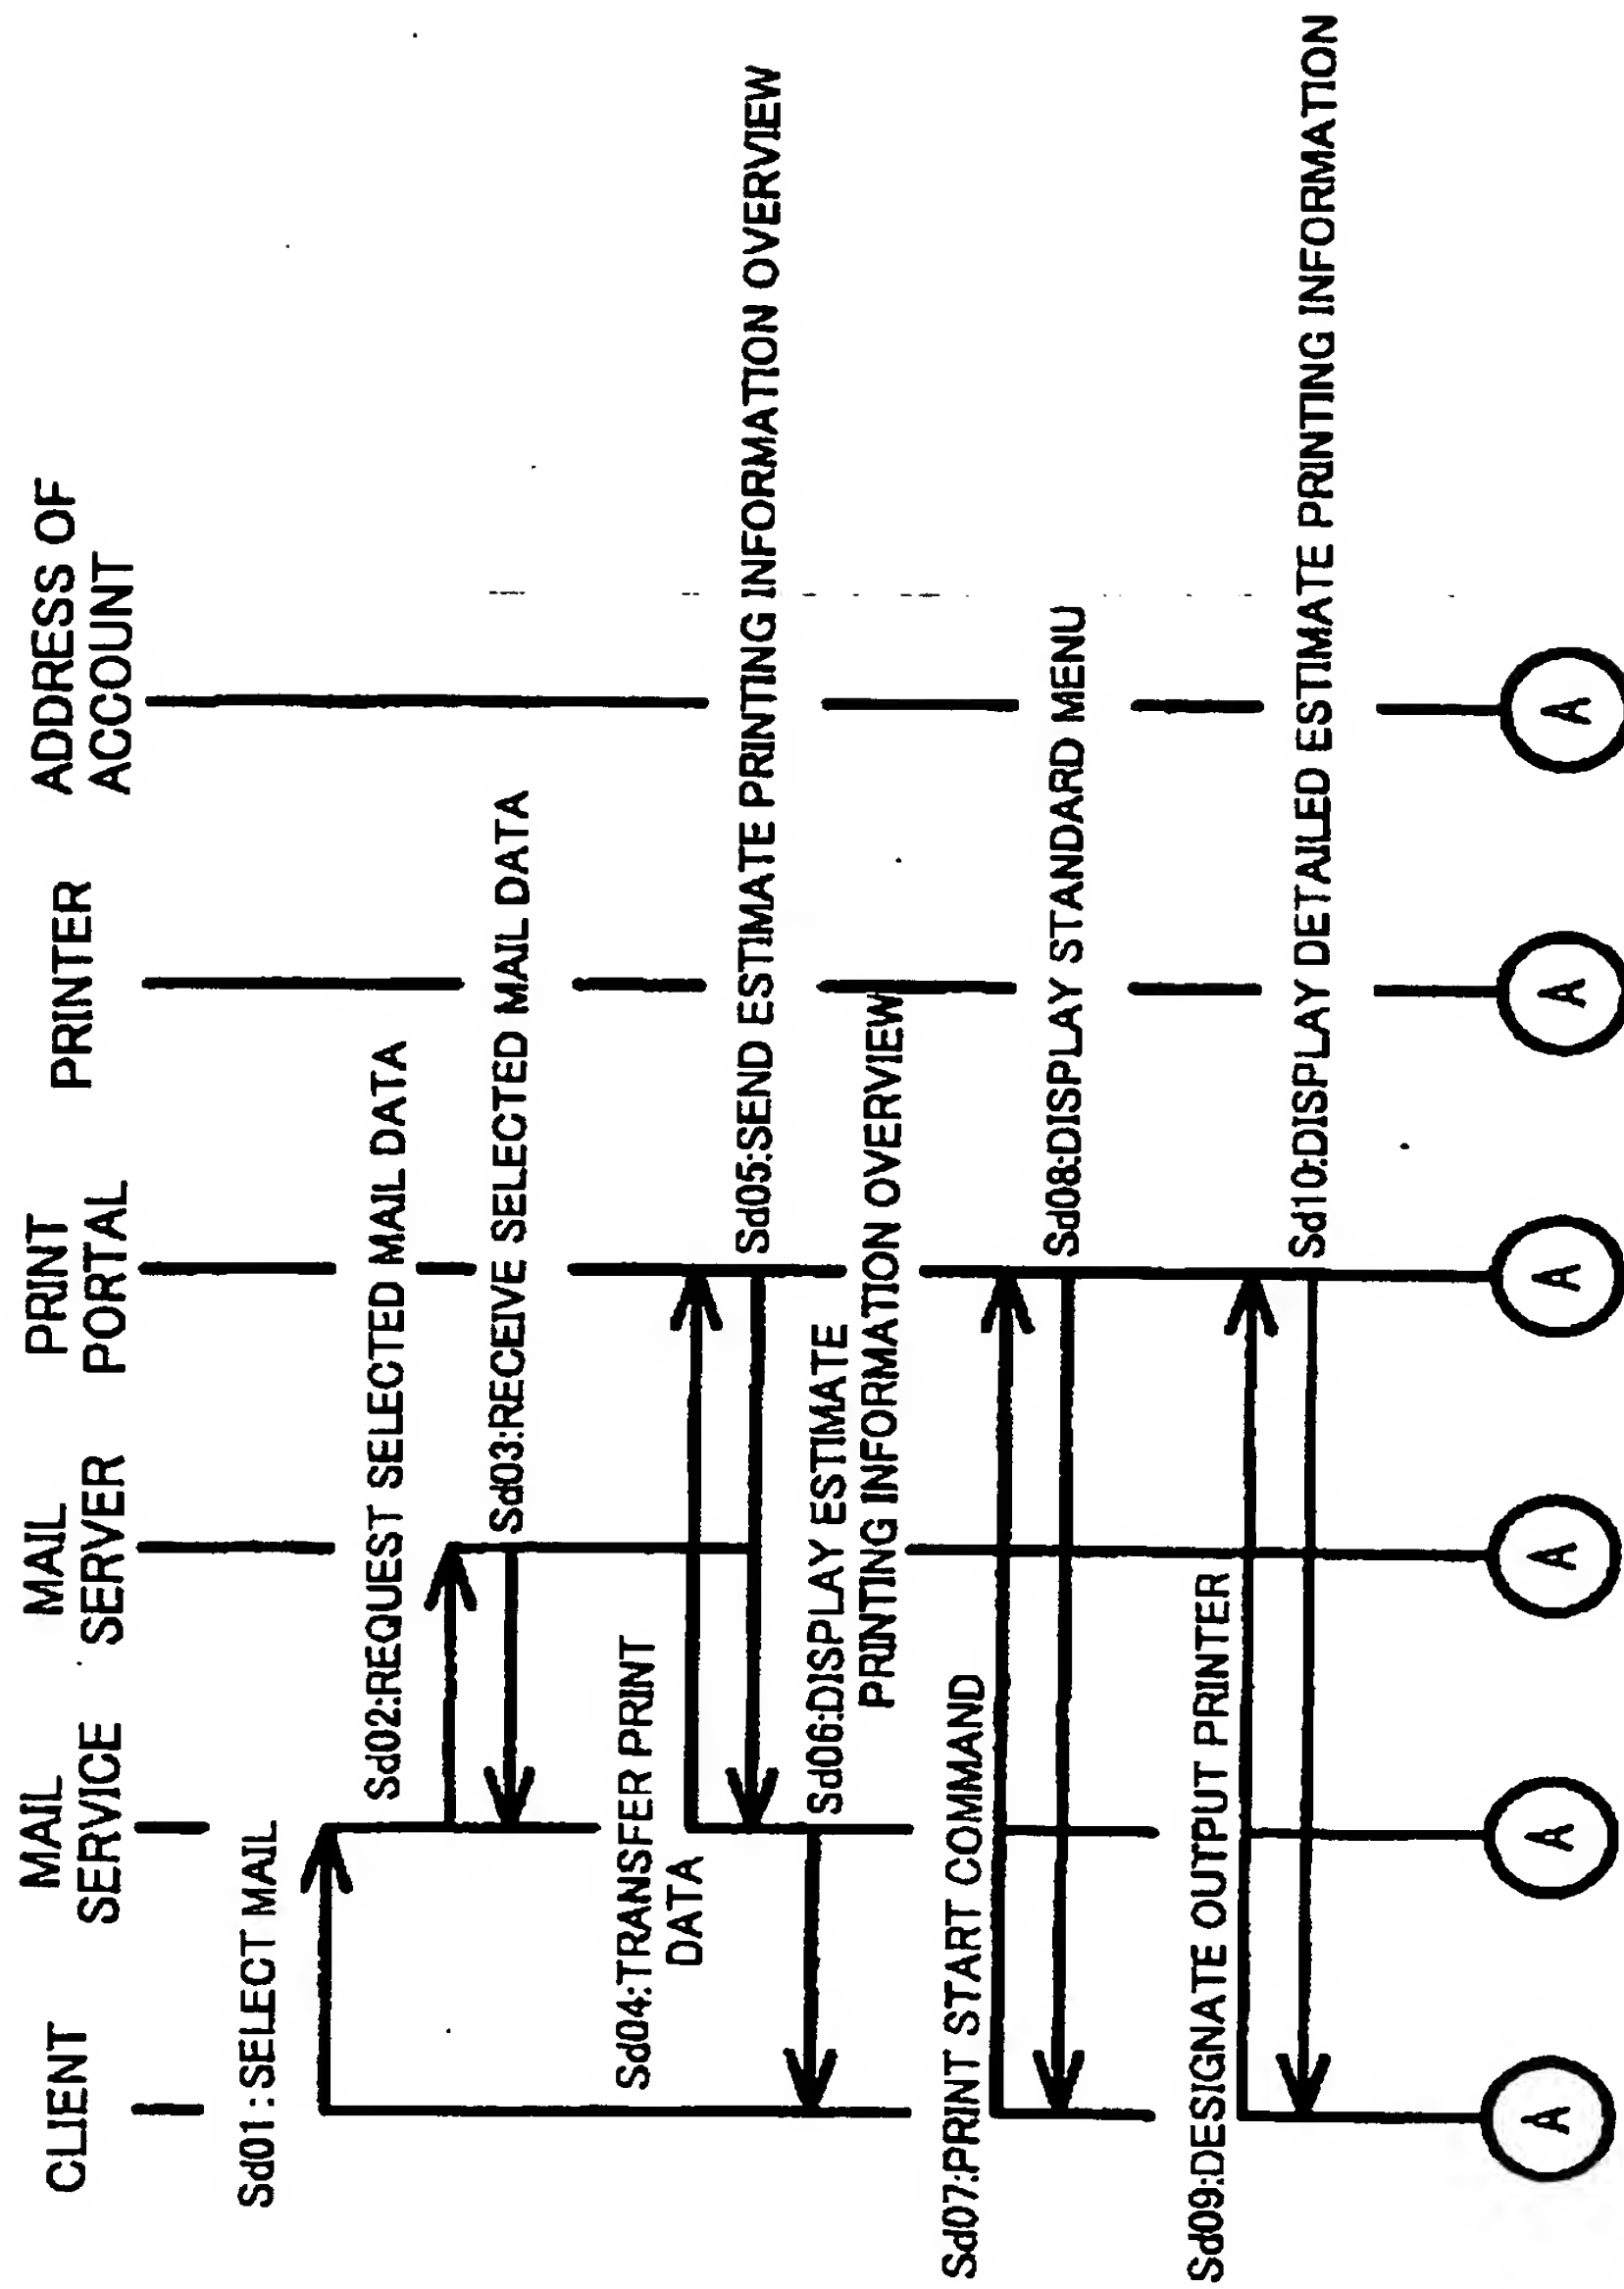 CLIENT
MAIL
SERVICE
MAIL
SERVER
PRINT
PORTAL
PRINTER
ADDRESS OF
ACCOUNT
Sd01:SELECT MAIL
Sd02:REQUEST SELECTED MAIL DATA
Sd03:RECEIVE SELECTED MAIL DATA
Sd04:TRANSFER PRINT
DATA
Sd05:SEND ESTIMATE PRINTING INFORMATION OVERVIEW
Sd06:DISPLAY ESTIMATE
PRINTING INFORMATION OVERVIEW
Sd07:PRINT START COMMAND
Sd08:DISPLAY STANDARD MENU
Sd09:DESIGNATE OUTPUT PRINTER
Sd10:DISPLAY DETAILED ESTIMATE PRINTING INFORMATION
A
A
A
A
A
A